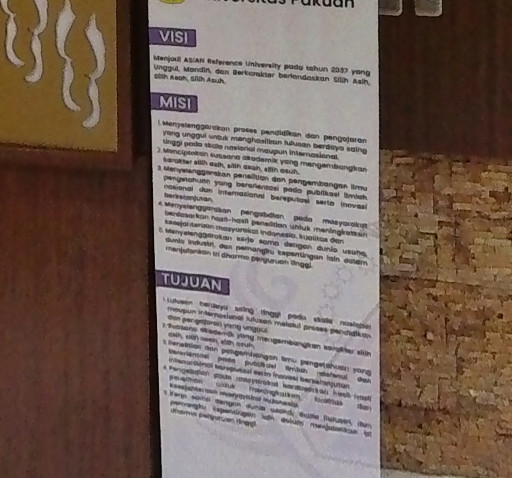 Universitas Pakuan
VISI
Menjadi ASIAN Reference University pada tahun 2037 yang
Unggul, Mandiri, dan Berkarakter berlandaskan Silih Asih,
Silih Asah, Silih Asuh.
MISI
1. Menyelenggarakan proses pendidikan dan pengajaran
yang unggul untuk menghasilkan lulusan berdaya saing
tinggi pada skala nasional maupun internasional.
2. Menciptakan suasana akademik yang mengembangkan
karakter silih asih, silih asah, silih asuh.
3. Menyelenggarakan penelitian dan pengembangan ilmu
pengetahuan yang berorientasi pada publikasi ilmiah
nasional dan internasional bereputasi serta inovasi
berkelanjutan.
4. Menyelenggarakan pengabdian pada masyarakat
berdasarkan hasil-hasil penelitian untuk meningkatkan
kesejahteraan masyarakat Indonesia, kualitas dan
5. Menyelenggarakan kerja sama dengan dunia usaha,
dunia industri, dan pemangku kepentingan lain dalam
menjalankan tri dharma perguruan tinggi.
TUJUAN
1. Lulusan berdaya saing tinggi pada skala nasional
maupun internasional lulusan melalui proses pendidikan
dan pengajaran yang unggul.
2. Suasana akademik yang mengembangkan karakter silih
asih, silih asah, silih asuh.
3. Penelitian dan pengembangan ilmu pengetahuan yang
berorientasi pada publikasi ilmiah nasional dan
internasional bereputasi serta inovasi berkelanjutan.
4. Pengabdian pada masyarakat berdasarkan hasil-hasil
penelitian untuk meningkatkan kualitas dan
kesejahteraan masyarakat Indonesia.
5. Kerja sama dengan dunia usaha, dunia industri, dan
pemangku kepentingan lain dalam menjalankan tri
dharma perguruan tinggi.